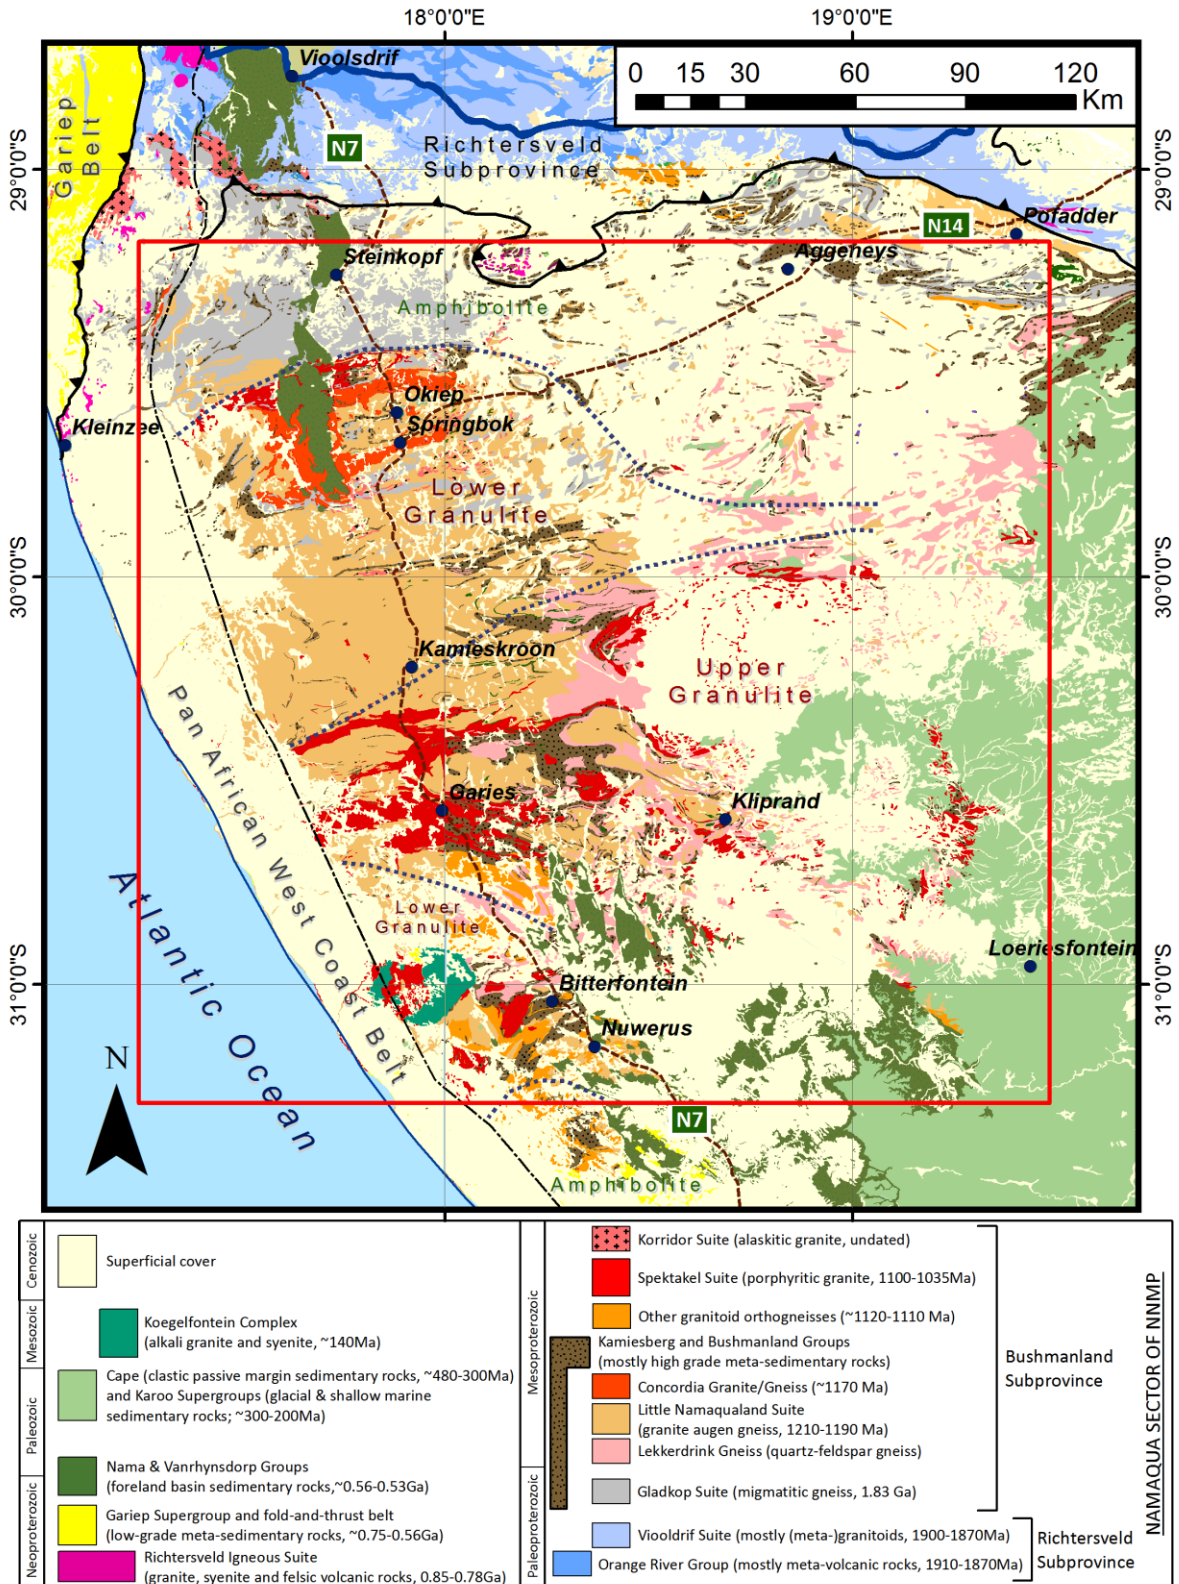 18°0'0"E
19°0'0"E
Vioolsdrif
0 15 30 60 90 120
Km
Gariep
Belt
N7
Richtersveld
Subprovince
29°0'0"S
29°0'0"S
Pofadder
N14
Aggeneys
Steinkopf
Amphibolite
Okiep
Springbok
Kleinzee
Lower
Granulite
30°0'0"S
30°0'0"S
Kamieskroon
Upper
Granulite
Pan African West Coast Belt
Garies
Kliprand
Atlantic Ocean
Lower
Granulite
Loeriesfontein
31°0'0"S
31°0'0"S
Bitterfontein
Nuwerus
N
N7
Amphibolite
Cenozoic
Superficial cover
Mesozoic
Koegelfontein Complex
(alkali granite and syenite, ~140Ma)
Paleozoic
Cape (clastic passive margin sedimentary rocks, ~480-300Ma)
and Karoo Supergroups (glacial & shallow marine
sedimentary rocks; ~300-200Ma)
Neoproterozoic
Nama & Vanrhynsdorp Groups
(foreland basin sedimentary rocks,~0.56-0.53Ga)
Gariep Supergroup and fold-and-thrust belt
(low-grade meta-sedimentary rocks, ~0.75-0.56Ga)
Richtersveld Igneous Suite
(granite, syenite and felsic volcanic rocks, 0.85-0.78Ga)
Mesoproterozoic
Korridor Suite (alaskitic granite, undated)
Spektakel Suite (porphyritic granite, 1100-1035Ma)
Other granitoid orthogneisses (~1120-1110 Ma)
Kamiesberg and Bushmanland Groups
(mostly high grade meta-sedimentary rocks)
Concordia Granite/Gneiss (~1170 Ma)
Little Namaqualand Suite
(granite augen gneiss, 1210-1190 Ma)
Lekkerdrink Gneiss (quartz-feldspar gneiss)
Paleoproterozoic
Gladkop Suite (migmatitic gneiss, 1.83 Ga)
Viooldrif Suite (mostly (meta-)granitoids, 1900-1870Ma)
Orange River Group (mostly meta-volcanic rocks, 1910-1870Ma)
Bushmanland
Subprovince
Richtersveld
Subprovince
NAMAQUA SECTOR OF NNMP